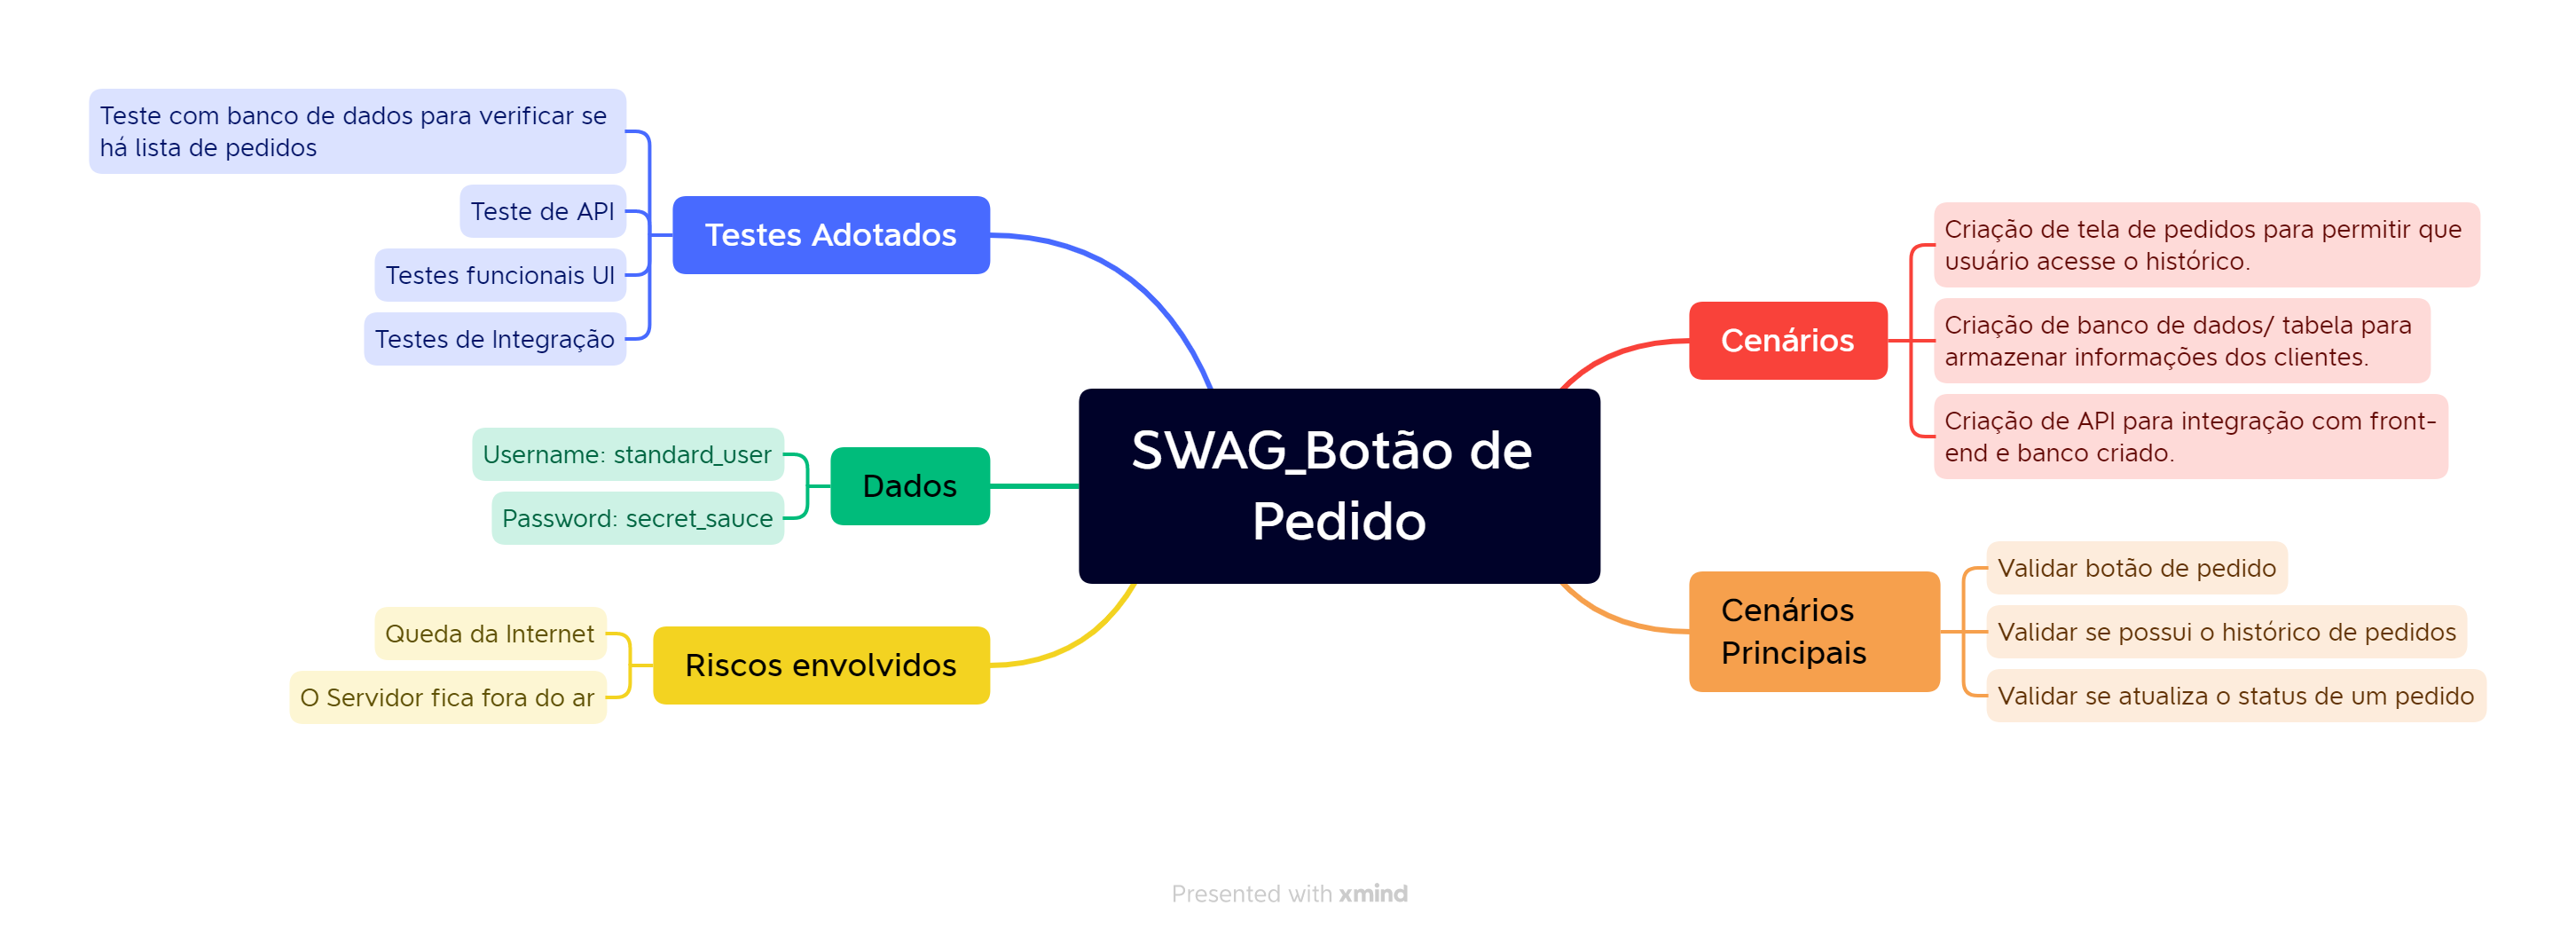 Teste com banco de dados para verificar se
há lista de pedidos
Teste de API
Testes funcionais UI
Testes de Integração
Testes Adotados
Username: standard_user
Password: secret_sauce
Dados
Queda da Internet
O Servidor fica fora do ar
Riscos envolvidos
SWAG_Botão de
Pedido
Cenários
Criação de tela de pedidos para permitir que
usuário acesse o histórico.
Criação de banco de dados/ tabela para
armazenar informações dos clientes.
Criação de API para integração com front-
end e banco criado.
Cenários
Principais
Validar botão de pedido
Validar se possui o histórico de pedidos
Validar se atualiza o status de um pedido
Presented with xmind